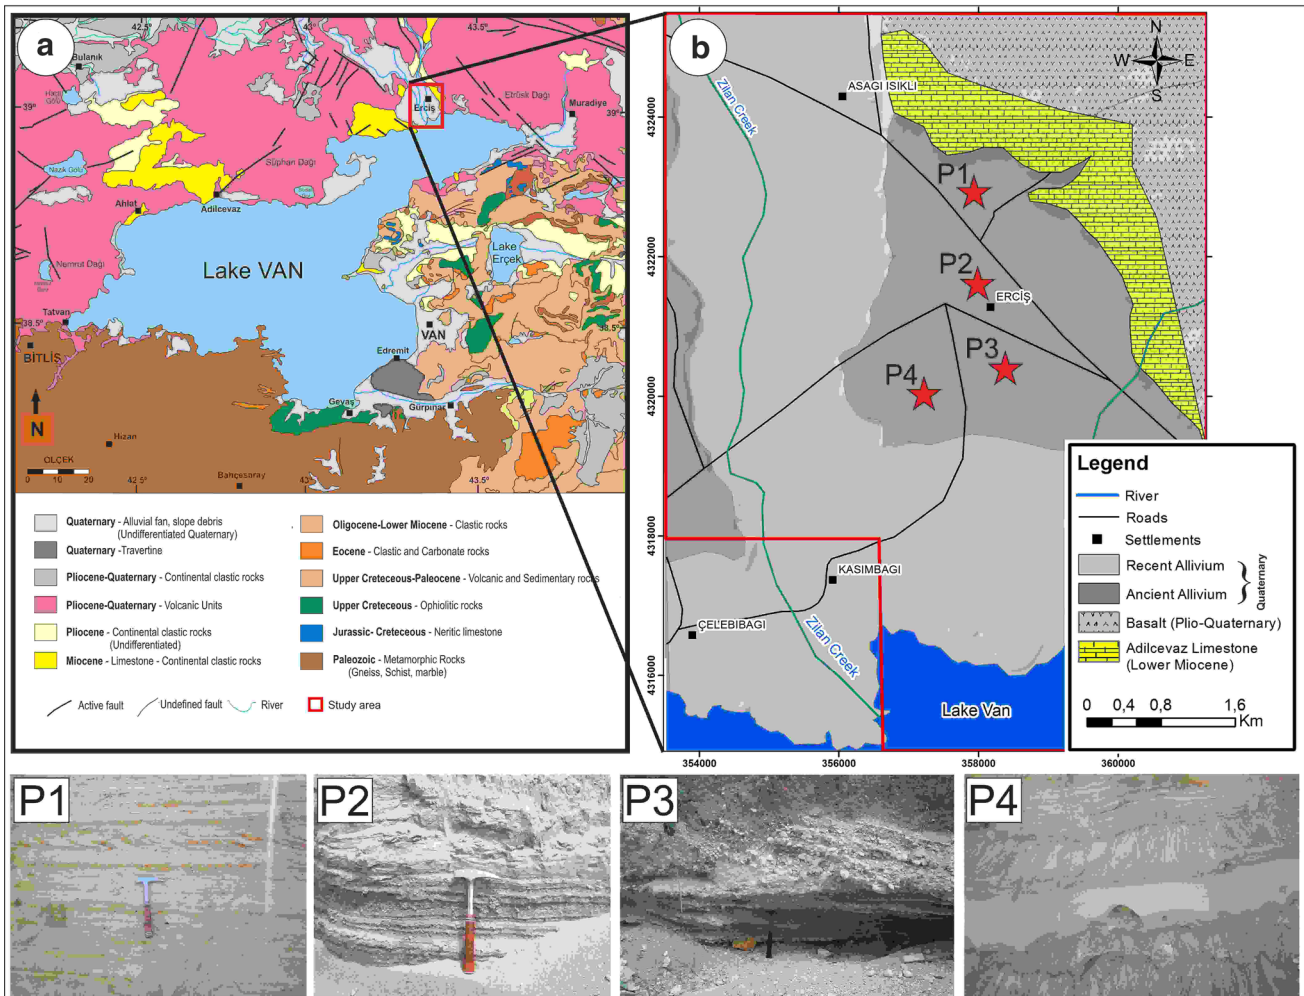 a
42.5°
43°
43.5°
Bulanık
39°
Erciş
Etrüsk Dağı
Muradiye
39°
Nazik Gölü
Süphan Dağı
Ahlat
Adilcevaz
Nemrut Dağı
Lake VAN
Lake
Erçek
Tatvan
38.5°
38.5°
VAN
BİTLİS
Edremit
Gevaş
Gürpınar
N
Hizan
ÖLÇEK
0 10 20
Bahçesaray
42.5°
43°
43.5°
Quaternary - Alluvial fan, slope debris
(Undifferentiated Quaternary)
Quaternary -Travertine
Pliocene-Quaternary - Continental clastic rocks
Pliocene-Quaternary - Volcanic Units
Pliocene - Continental clastic rocks
(Undifferentiated)
Miocene - Limestone - Continental clastic rocks
Oligocene-Lower Miocene - Clastic rocks
Eocene - Clastic and Carbonate rocks
Upper Creteceous-Paleocene - Volcanic and Sedimentary rocks
Upper Creteceous - Ophiolitic rocks
Jurassic- Creteceous - Neritic limestone
Paleozoic - Metamorphic Rocks
(Gneiss, Schist, marble)
Active fault
Undefined fault
River
Study area
b
N
W E
S
ASAGI ISIKLI
Zilan Creek
P1
P2
ERCİŞ
P3
P4
KASIMBAGI
ÇELEBIBAGI
Zilan Creek
Lake Van
4324000
4322000
4320000
4318000
4316000
354000
356000
358000
360000
Legend
River
Roads
Settlements
Recent Allivium
Ancient Allivium
Quaternary
Basalt (Plio-Quaternary)
Adilcevaz Limestone
(Lower Miocene)
0 0,4 0,8 1,6
Km
P1
P2
P3
P4